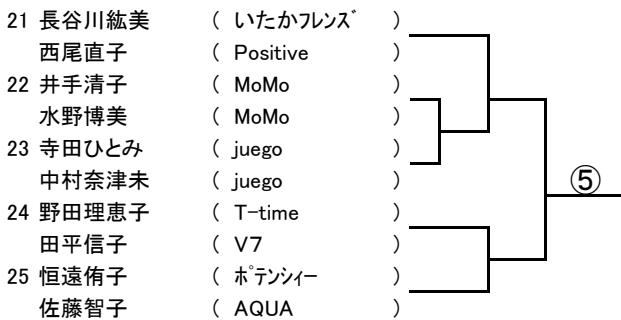 21 長谷川紘美 ( いたかフレンズ )
西尾直子 ( Positive )
22 井手清子 ( MoMo )
水野博美 ( MoMo )
23 寺田ひとみ ( juego )
中村奈津未 ( juego )
⑤
24 野田理恵子 ( T-time )
田平信子 ( V7 )
25 恒遠侑子 ( ポテンシィー )
佐藤智子 ( AQUA )